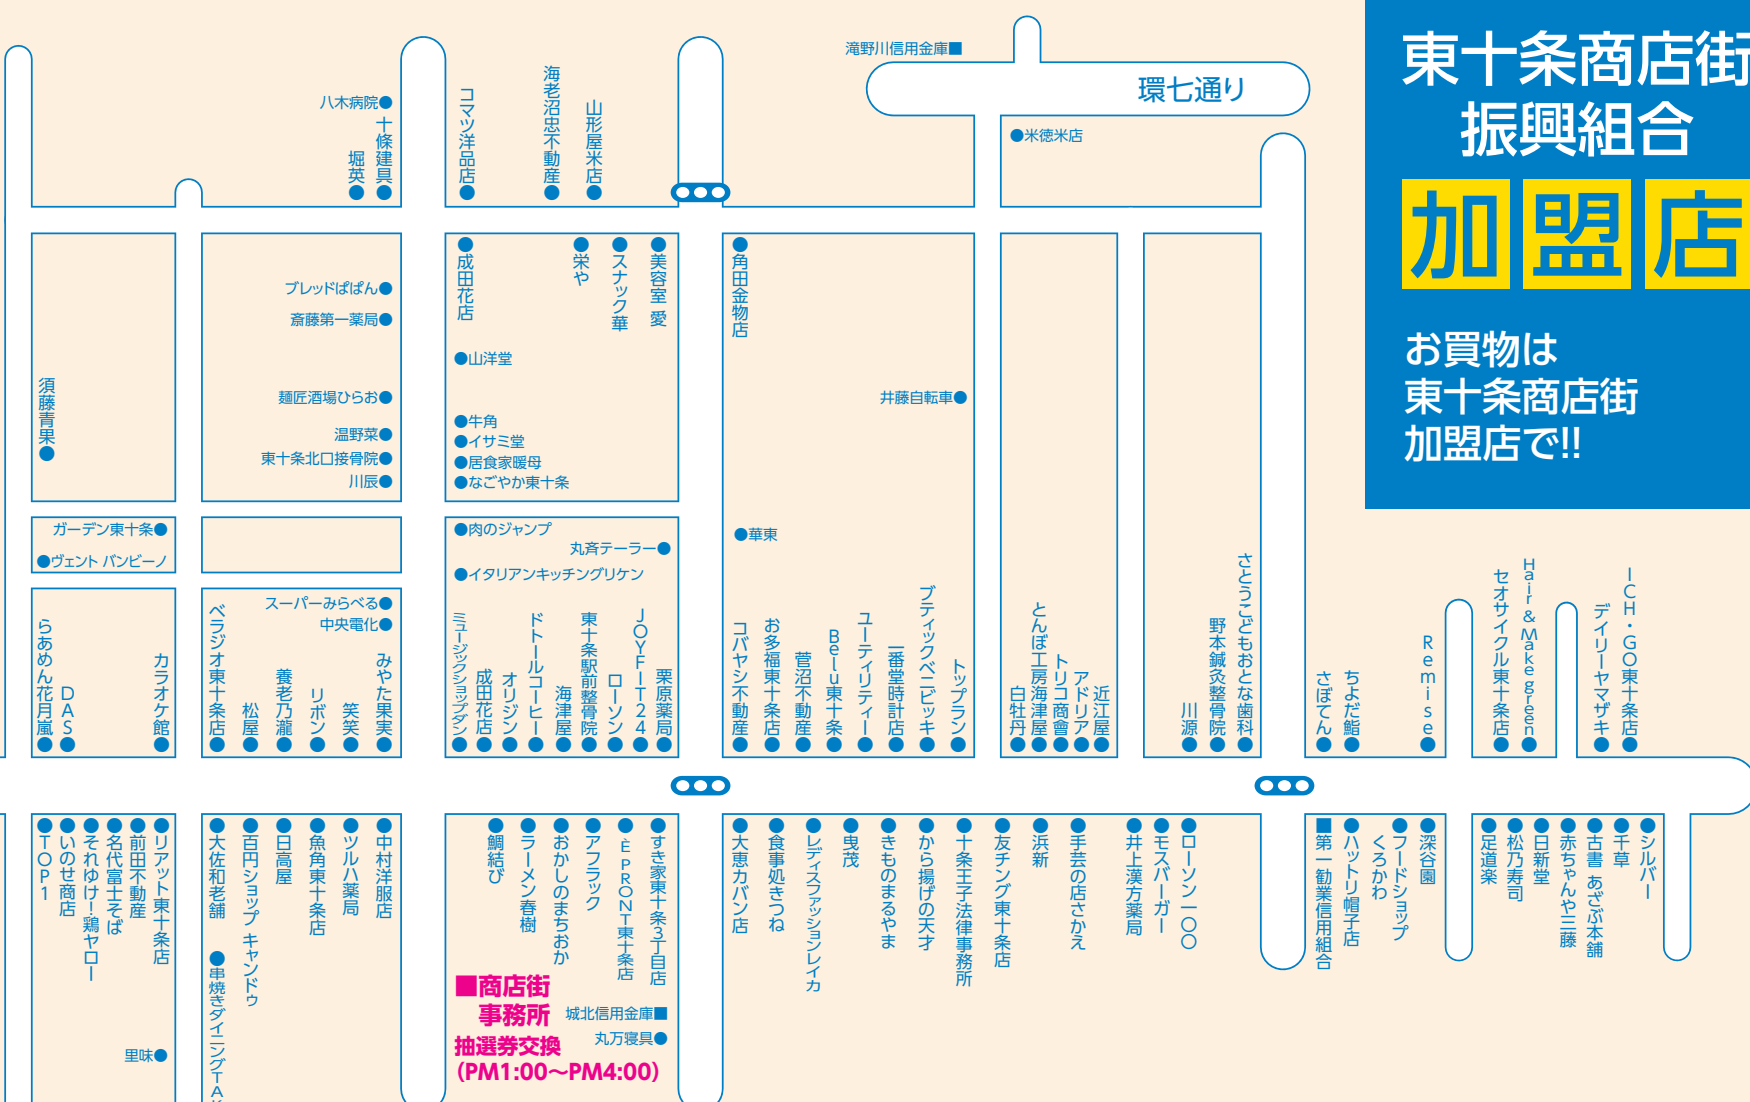 東十条商店街
振興組合
加盟店
お買物は
東十条商店街
加盟店で!!
滝野川信用金庫■
環七通り
●米徳米店
八木病院●
十條建具●
堀英●
コマツ洋品店●
海老沼忠不動産●
山形屋米店●
須藤青果●
ブレッドぱぱん●
斎藤第一薬局●
麺匠酒場ひらお●
温野菜●
東十条北口接骨院●
川辰●
●成田花店
●栄や
●スナック華
●美容室 愛
●山洋堂
●牛角
●イサミ堂
●居食家暖母
●なごやか東十条
●角田金物店
井藤自転車●
●華東
ガーデン東十条●
●ヴェント バンビーノ
●肉のジャンプ
丸斉テーラー●
●イタリアンキッチングリケン
らあめん花月嵐●
DAS●
カラオケ館●
スーパーみらべる●
中央電化●
ベラジオ東十条店●
松屋●
養老乃瀧●
リボン●
笑笑●
みやた果実●
ミュージックショップダン●
成田花店●
オリジン●
ドトールコーヒー●
海津屋●
東十条駅前整骨院●
ローソン●
JOYFIT24●
栗原薬局●
コバヤシ不動産●
お多福東十条店●
菅沼不動産●
Belu東十条●
ユーティリティー●
一番堂時計店●
ブティックベニビッキ●
トップラン●
白牡丹●
とんぼ工房海津屋●
トリコ商會●
アドリア●
近江屋●
川源●
野本鍼灸整骨院●
さとうこどもおとな歯科●
さぼてん●
ちよだ鮨●
Remise●
セオサイクル東十条店●
Hair&Makegreen●
デイリーヤマザキ●
ICH・GO東十条店●
●TOP1
●いのせ商店
●それゆけ!鶏ヤロー
●名代富士そば
●前田不動産
●リアット東十条店
里味●
●大佐和老舗
●串焼きダイニングTA
●百円ショップ キャンドゥ
●日高屋
●魚角東十条店
●ツルハ薬局
●中村洋服店
●鯛結び
●ラーメン春樹
●おかしのまちおか
●アフラック
●È PRONT東十条店
●すき家東十条3丁目店
■商店街
事務所
抽選券交換
(PM1:00〜PM4:00)
城北信用金庫■
丸万寝具●
●大恵カバン店
●食事処きつね
●レディスファッションレイカ
●曳茂
●きものまるやま
●から揚げの天才
●十条王子法律事務所
●友チング東十条店
●浜新
●手芸の店さかえ
●井上漢方薬局
●モスバーガー
●ローソン一〇〇
■第一勧業信用組合
●ハットリ帽子店
●フードショップ
くろかわ
●深谷園
●足道楽
●松乃寿司
●日新堂
●赤ちゃんや三藤
●古書 あざぶ本舗
●千草
●シルバー